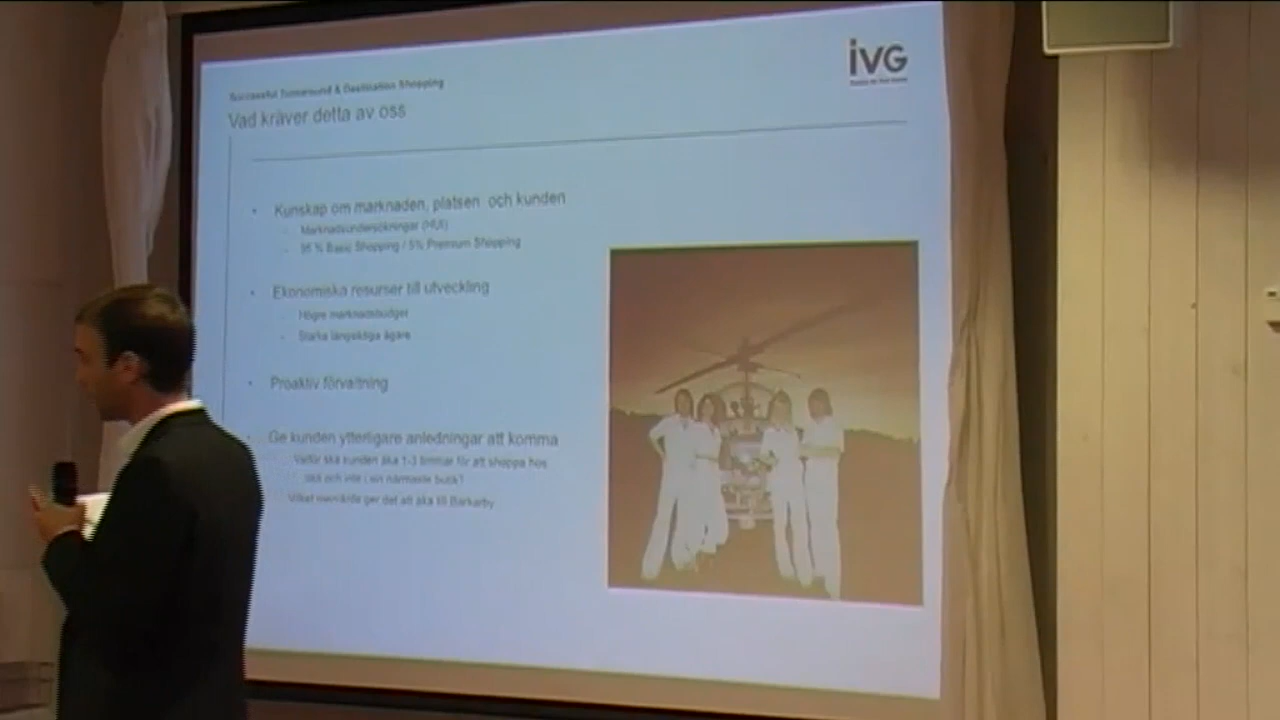 iVG
Successful Turnaround & Destination Shopping
Vad kräver detta av oss
Kunskap om marknaden, platsen och kunden
Marknadsundersökningar (HUI)
95 % Basic Shopping / 5% Premium Shopping
Ekonomiska resurser till utveckling
Högre marknadsbudget
Starka långsiktiga ägare
Proaktiv förvaltning
Ge kunden ytterligare anledningar att komma
Varför ska kunden åka 1-3 timmar för att shoppa hos
oss och inte i sin närmaste butik?
Vilket mervärde ger det att åka till Barkarby